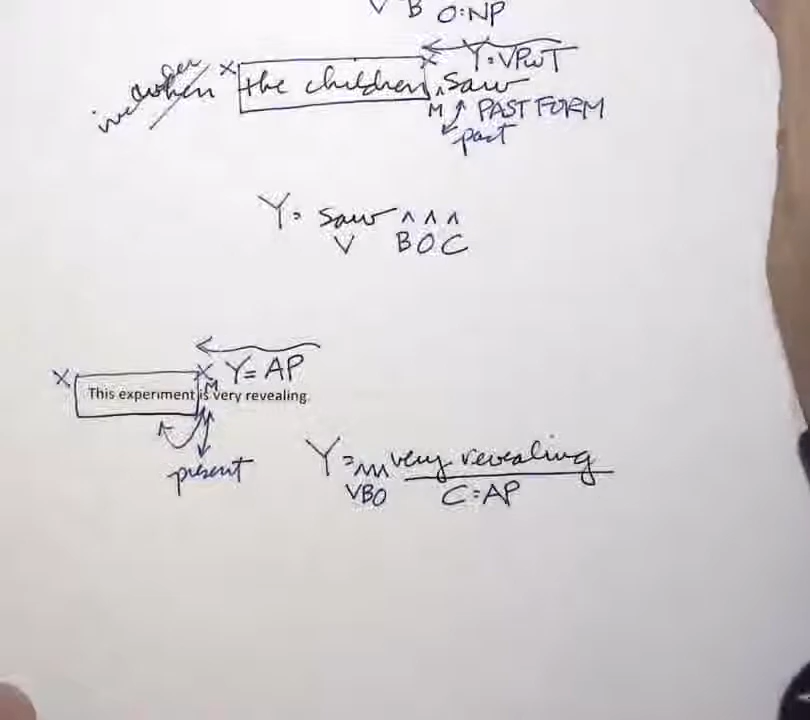 V B O:NP
X X Y=VPwT
when the children ^ saw
M PAST FORM
past
Y= saw ^ ^ ^
V B O C
X X Y= AP
M
This experiment is very revealing.
present
Y= ^^^ very revealing
VBO C=AP